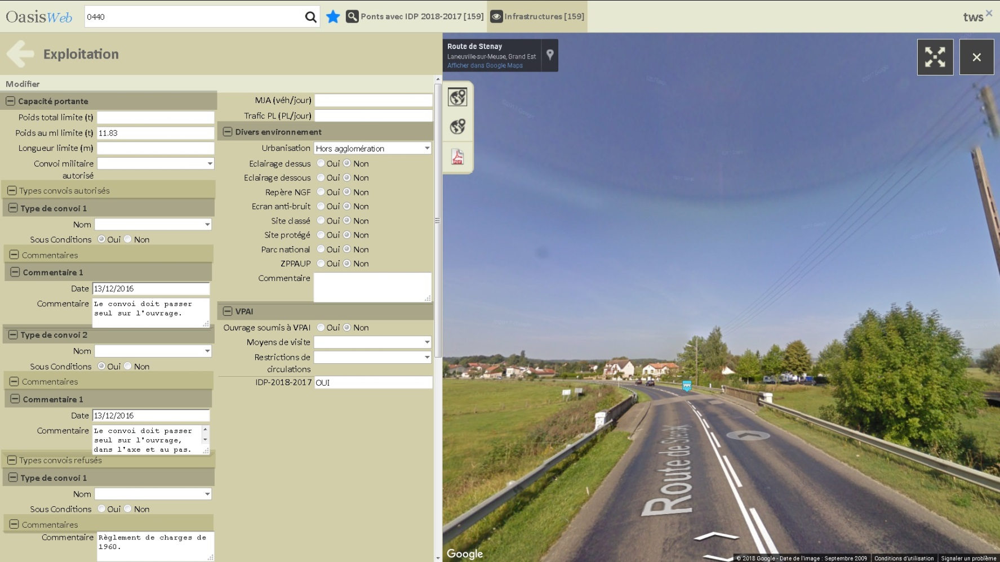 OasisWeb
0440
Ponts avec IDP 2018-2017 [159]
Infrastructures [159]
tws
Exploitation
Modifier
Capacité portante
Poids total limite (t)
Poids au ml limite (t) 11.83
Longueur limite (m)
Convoi militaire
autorisé
Types convois autorisés
Type de convoi 1
Nom
Sous Conditions Oui Non
Commentaires
Commentaire 1
Date 13/12/2016
Commentaire Le convoi doit passer
seul sur l'ouvrage.
Type de convoi 2
Nom
Sous Conditions Oui Non
Commentaires
Commentaire 1
Date 13/12/2016
Commentaire Le convoi doit passer
seul sur l'ouvrage,
dans l'axe et au pas.
Types convois refusés
Type de convoi 1
Nom
Sous Conditions Oui Non
Commentaires
Commentaire Règlement de charges de
1960.
MJA (véh/jour)
Trafic PL (PL/jour)
Divers environnement
Urbanisation Hors agglomération
Eclairage dessus Oui Non
Eclairage dessous Oui Non
Repère NGF Oui Non
Ecran anti-bruit Oui Non
Site classé Oui Non
Site protégé Oui Non
Parc national Oui Non
ZPPAUP Oui Non
Commentaire
VPAI
Ouvrage soumis à VPAI Oui Non
Moyens de visite
Restrictions de
circulations
IDP-2018-2017 OUI
Route de Stenay
Laneuville-sur-Meuse, Grand Est
Afficher dans Google Maps
PDF
Route de Stenay
Google
© 2018 Google - Date de l'image : Septembre 2009 Conditions d'utilisation Signaler un problème